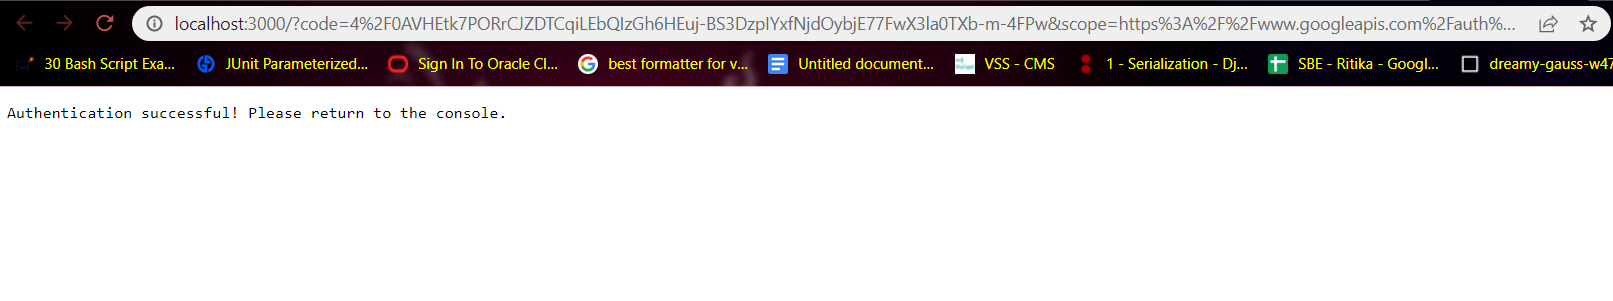 localhost:3000/?code=4%2F0AVHEtk7PORrCJZDTCqiLEbQIzGh6HEuj-BS3DzpIYxfNjdOybjE77FwX3la0TXb-m-4FPw&scope=https%3A%2F%2Fwww.googleapis.com%2Fauth%...
30 Bash Script Exa... JUnit Parameterized... Sign In To Oracle Cl... best formatter for v... Untitled document... VSS - CMS 1 - Serialization - Dj... SBE - Ritika - Googl... dreamy-gauss-w47
Authentication successful! Please return to the console.